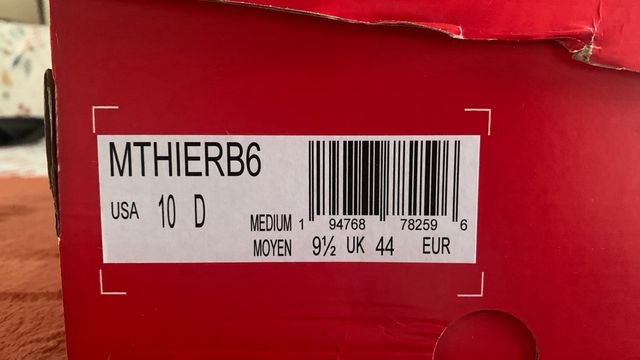 MTHIERB6
USA 10 D MEDIUM 1 94768 78259 6
MOYEN 9½ UK 44 EUR